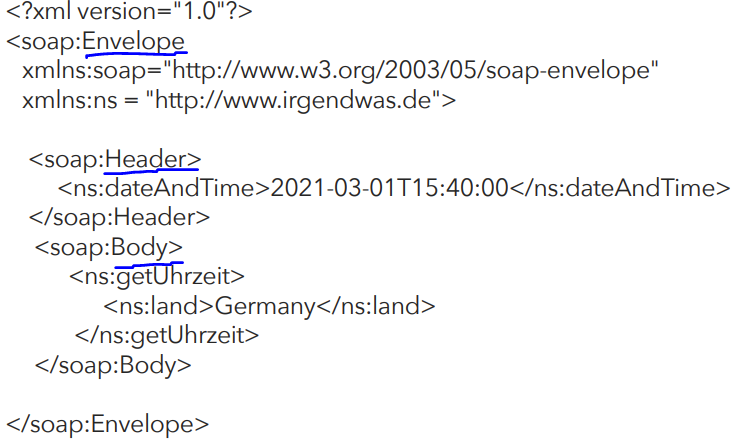 <?xml version="1.0"?>
<soap:Envelope
xmlns:soap="http://www.w3.org/2003/05/soap-envelope"
xmlns:ns = "http://www.irgendwas.de">
<soap:Header>
<ns:dateAndTime>2021-03-01T15:40:00</ns:dateAndTime>
</soap:Header>
<soap:Body>
<ns:getUhrzeit>
<ns:land>Germany</ns:land>
</ns:getUhrzeit>
</soap:Body>
</soap:Envelope>